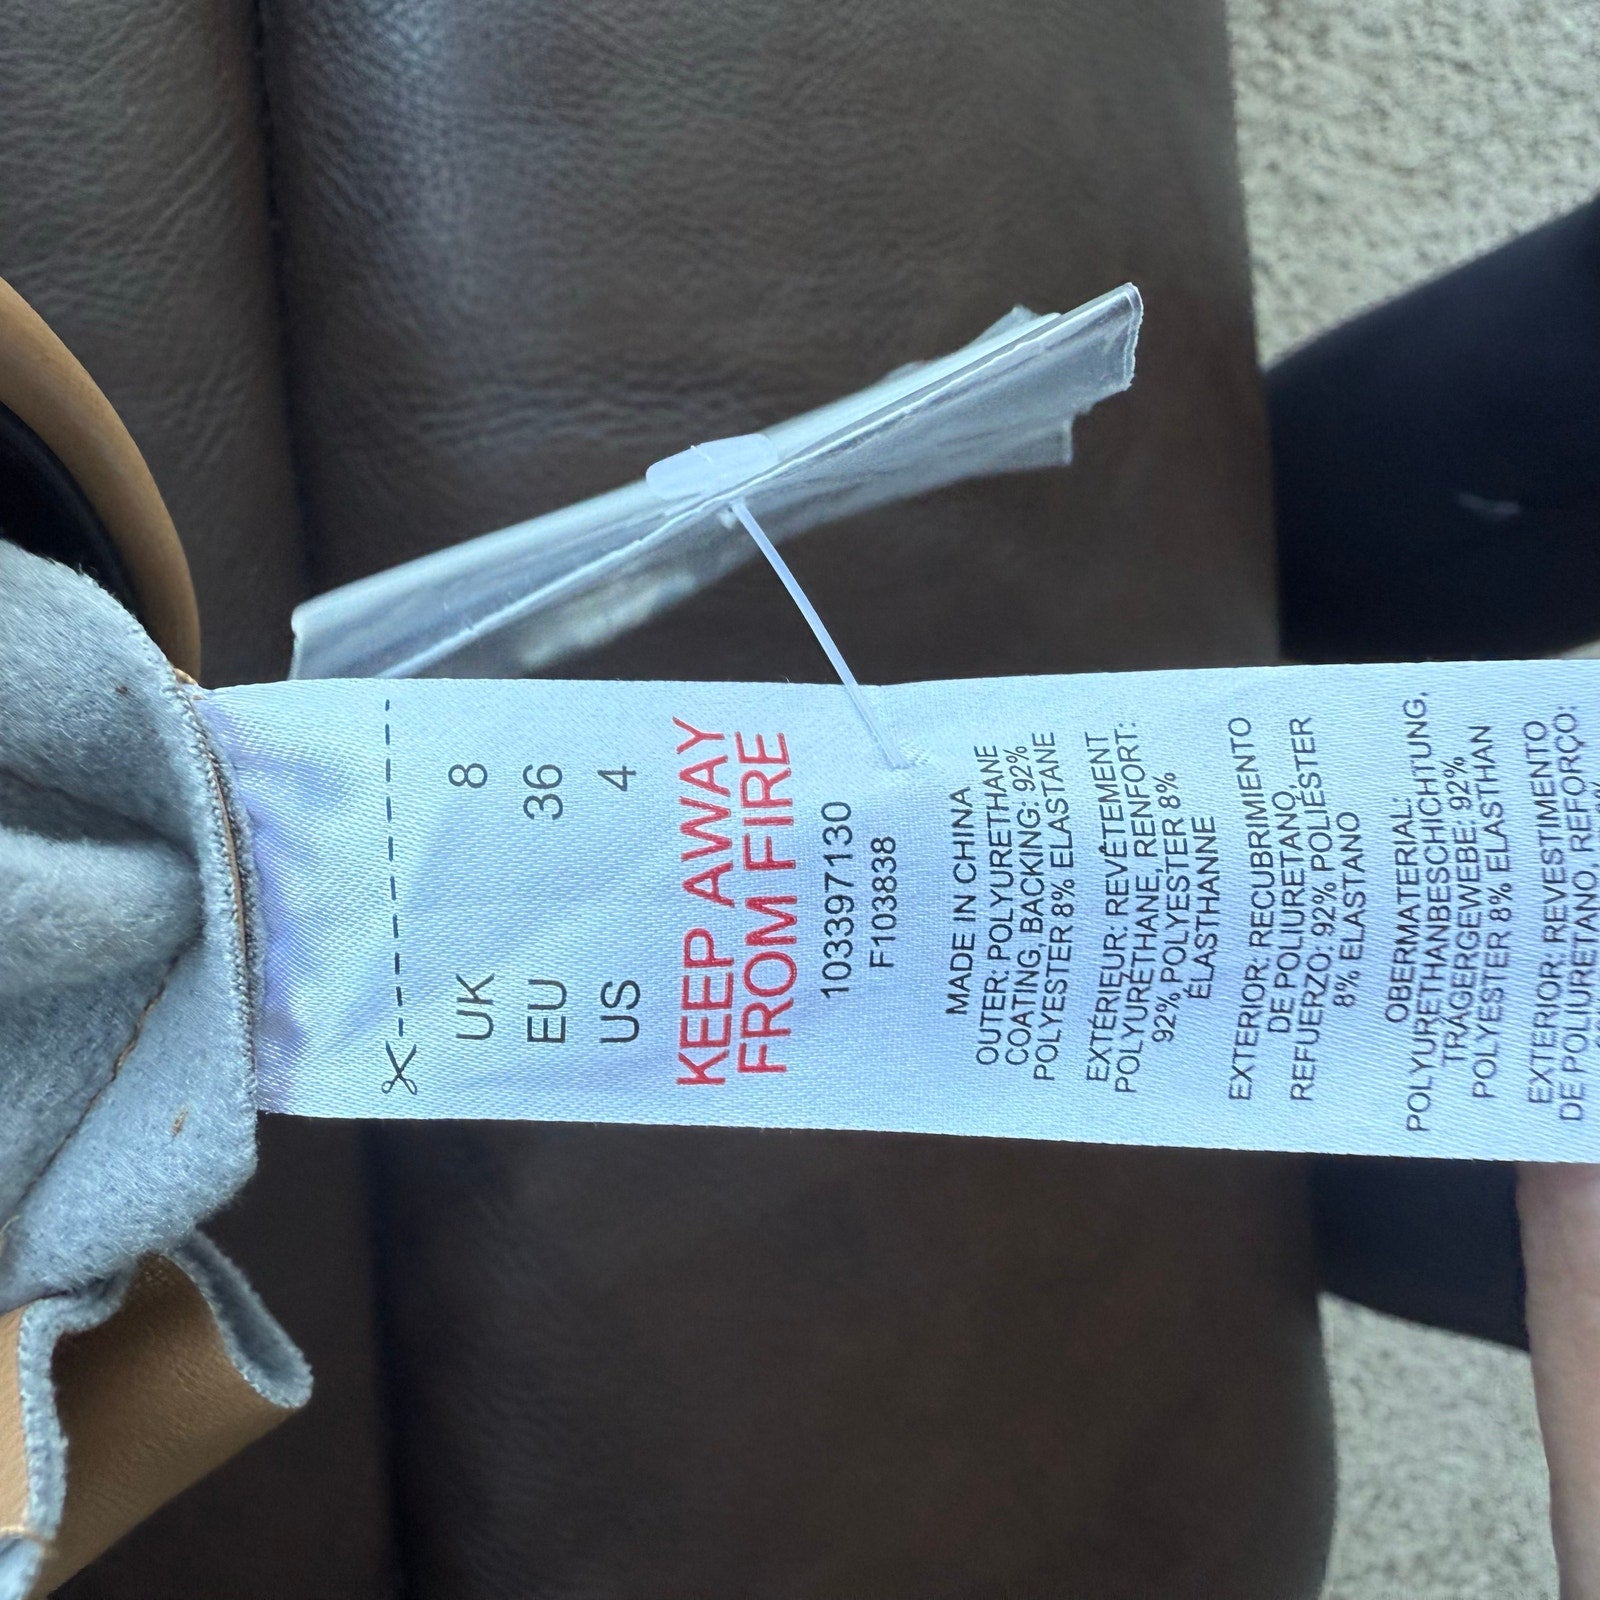 UK 8
EU 36
US 4
KEEP AWAY
FROM FIRE
103397130
F103838
MADE IN CHINA
OUTER: POLYURETHANE
COATING, BACKING: 92%
POLYESTER 8% ELASTANE
EXTÉRIEUR: REVÊTEMENT
POLYURÉTHANE, RENFORT:
92% POLYESTER 8%
ÉLASTHANNE
EXTERIOR: RECUBRIMIENTO
DE POLIURETANO,
REFUERZO: 92% POLIÉSTER
8% ELASTANO
OBERMATERIAL:
POLYURETHANBESCHICHTUNG,
TRÄGERGEWEBE: 92%
POLYESTER 8% ELASTHAN
EXTERIOR: REVESTIMENTO
DE POLIURETANO, REFORÇO: